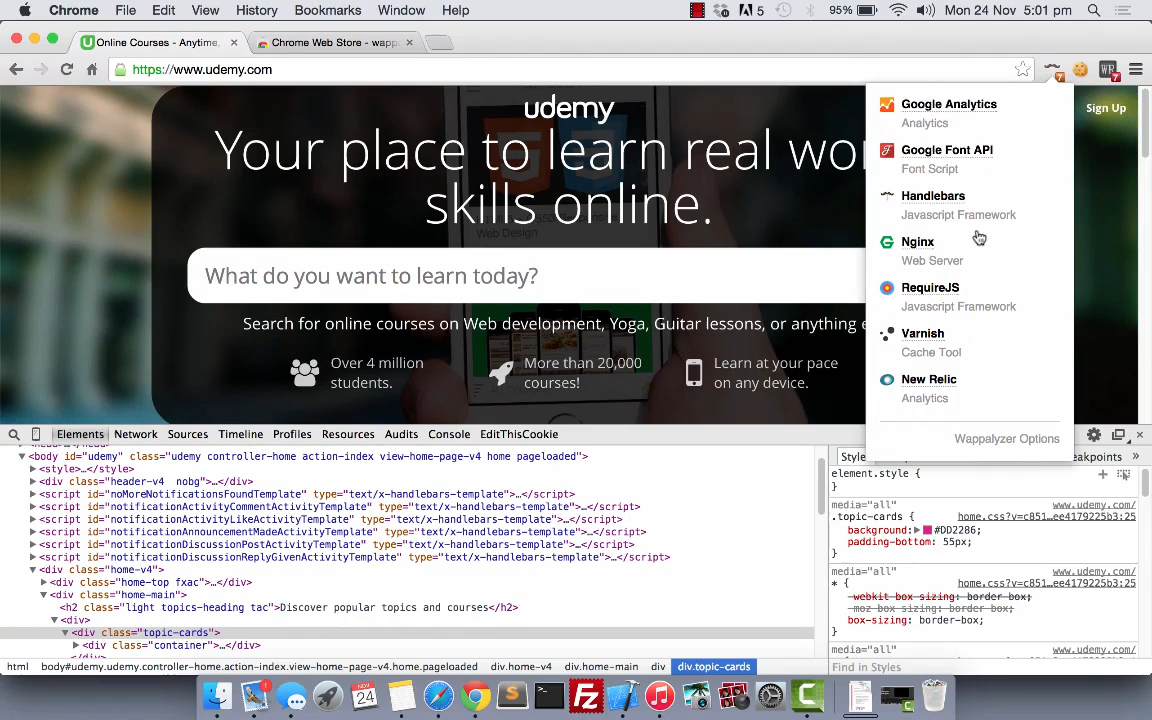 Chrome File Edit View History Bookmarks Window Help 5 95% Mon 24 Nov 5:01 pm
Online Courses - Anytime, Chrome Web Store - wapp
https://www.udemy.com WR 7 7
udemy Sign Up
Your place to learn real wo
skills online.
What do you want to learn today?
Search for online courses on Web development, Yoga, Guitar lessons, or anything e
Over 4 million
students.
More than 20,000
courses!
Learn at your pace
on any device.
Web Design
Google Analytics
Analytics
Google Font API
Font Script
Handlebars
Javascript Framework
Nginx
Web Server
RequireJS
Javascript Framework
Varnish
Cache Tool
New Relic
Analytics
Wappalyzer Options
Elements Network Sources Timeline Profiles Resources Audits Console EditThisCookie
<body id="udemy" class="udemy controller-home action-index view-home-page-v4 home pageloaded">
<style>…</style>
<div class="header-v4 nobg">…</div>
<script id="noMoreNotificationsFoundTemplate" type="text/x-handlebars-template">…</script>
<script id="notificationActivityCommentActivityTemplate" type="text/x-handlebars-template">…</script>
<script id="notificationActivityLikeActivityTemplate" type="text/x-handlebars-template">…</script>
<script id="notificationAnnouncementMadeActivityTemplate" type="text/x-handlebars-template">…</script>
<script id="notificationDiscussionPostActivityTemplate" type="text/x-handlebars-template">…</script>
<script id="notificationDiscussionReplyGivenActivityTemplate" type="text/x-handlebars-template">…</script>
<div class="home-v4">
<div class="home-top fxac">…</div>
<div class="home-main">
<h2 class="light topics-heading tac">Discover popular topics and courses</h2>
<div>
<div class="topic-cards">
<div class="container">…</div>
html body#udemy.udemy.controller-home.action-index.view-home-page-v4.home.pageloaded div.home-v4 div.home-main div div.topic-cards
Style eakpoints »
element.style {
}
media="all" www.udemy.com/
.topic-cards { home.css?v=c851…ee4179225b3:25
background: #DD2286;
padding-bottom: 55px;
}
media="all" www.udemy.com/
* { home.css?v=c851…ee4179225b3:25
-webkit-box-sizing: border-box;
-moz-box-sizing: border-box;
box-sizing: border-box;
}
media="all" www.udemy.com/
Find in Styles
NOV
24
1